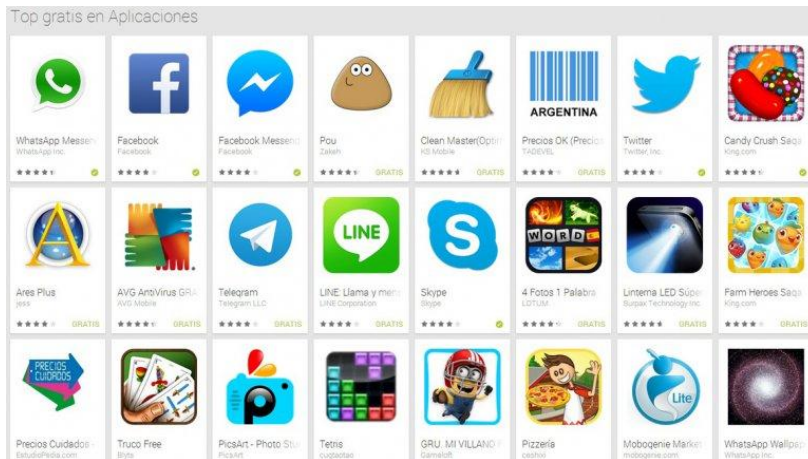 Top gratis en Aplicaciones
ARGENTINA
WhatsApp Messen
Facebook
Facebook Messen
Pou
Clean Master(Optim
Precios OK (Precio
Twitter
Candy Crush Saga
WhatsApp Inc.
Facebook
Facebook
Zakeh
KS Mobile
TADEVEL
Twitter, Inc.
King.com
GRATIS
GRATIS
GRATIS
LINE
S
WORD
Ares Plus
AVG AntiVirus GRA
Telegram
LINE: Llama y men
Skype
4 Fotos 1 Palabra
Linterna LED Súpe
Farm Heroes Saga
jess
AVG Mobile
Telegram LLC
LINE Corporation
Skype
LOTUM
Surpax Technology Inc.
King.com
GRATIS
GRATIS
GRATIS
GRATIS
GRATIS
GRATIS
GRATIS
PRECIOS
CUIDADOS
Lite
Precios Cuidados -
Truco Free
PicsArt - Photo Stu
Tetris
GRU. MI VILLANO F
Pizzería
Mobogenie Market
WhatsApp Wallpap
EstudioPedia.com
Blyts
PicsArt
cuqtaotao
Gameloft
mobogenie.com
WhatsApp Inc.